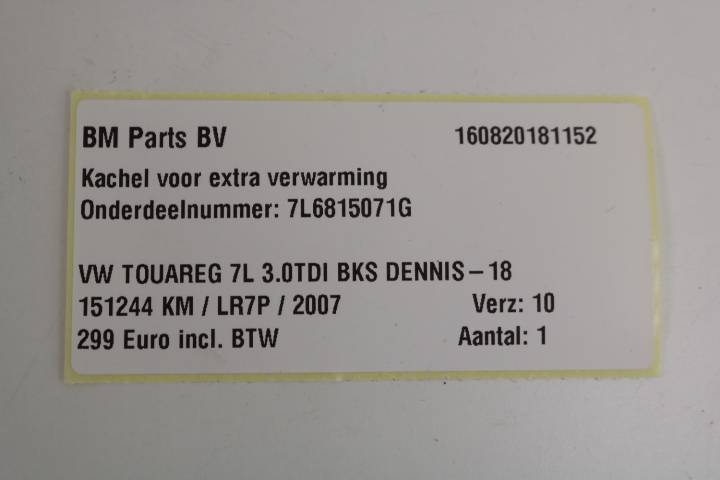 BM Parts BV 160820181152
Kachel voor extra verwarming
Onderdeelnummer: 7L6815071G
VW TOUAREG 7L 3.0TDI BKS DENNIS-18
151244 KM / LR7P / 2007 Verz: 10
299 Euro incl. BTW Aantal: 1